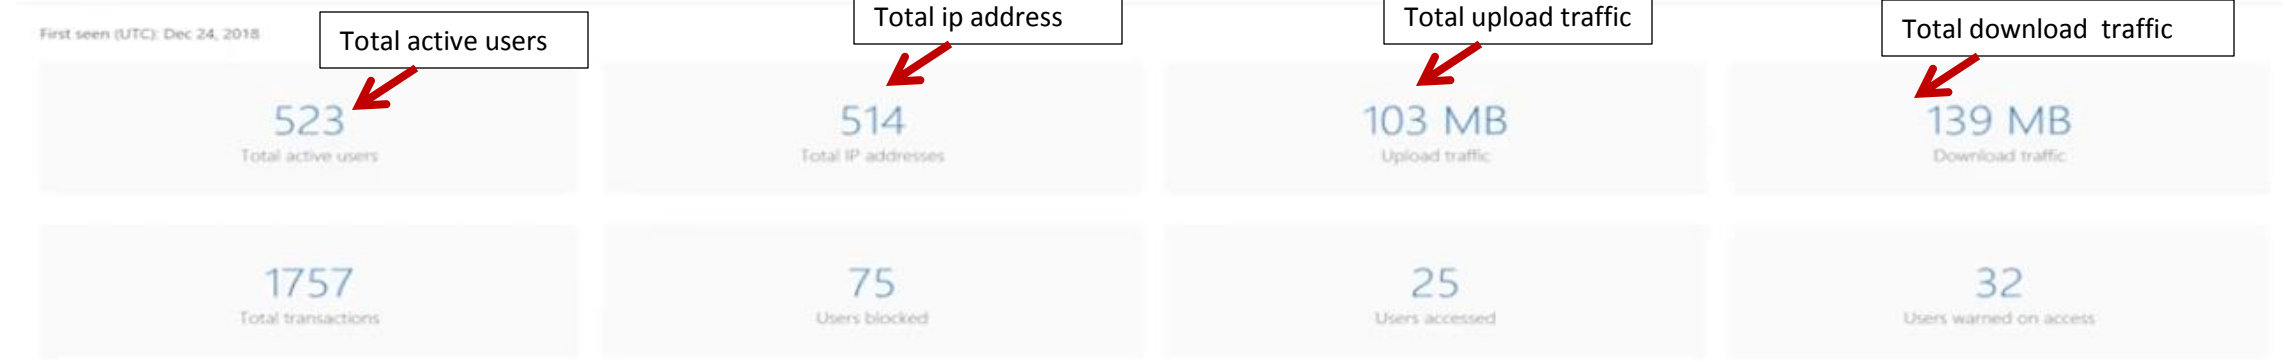 Total ip address
Total upload traffic
Total download  traffic
First seen (UTC): Dec 24, 2018
Total active users
523
514
103 MB
139 MB
Total active users
Total IP addresses
Upload traffic
Download traffic
1757
75
25
32
Total transactions
Users blocked
Users accessed
Users warned on access